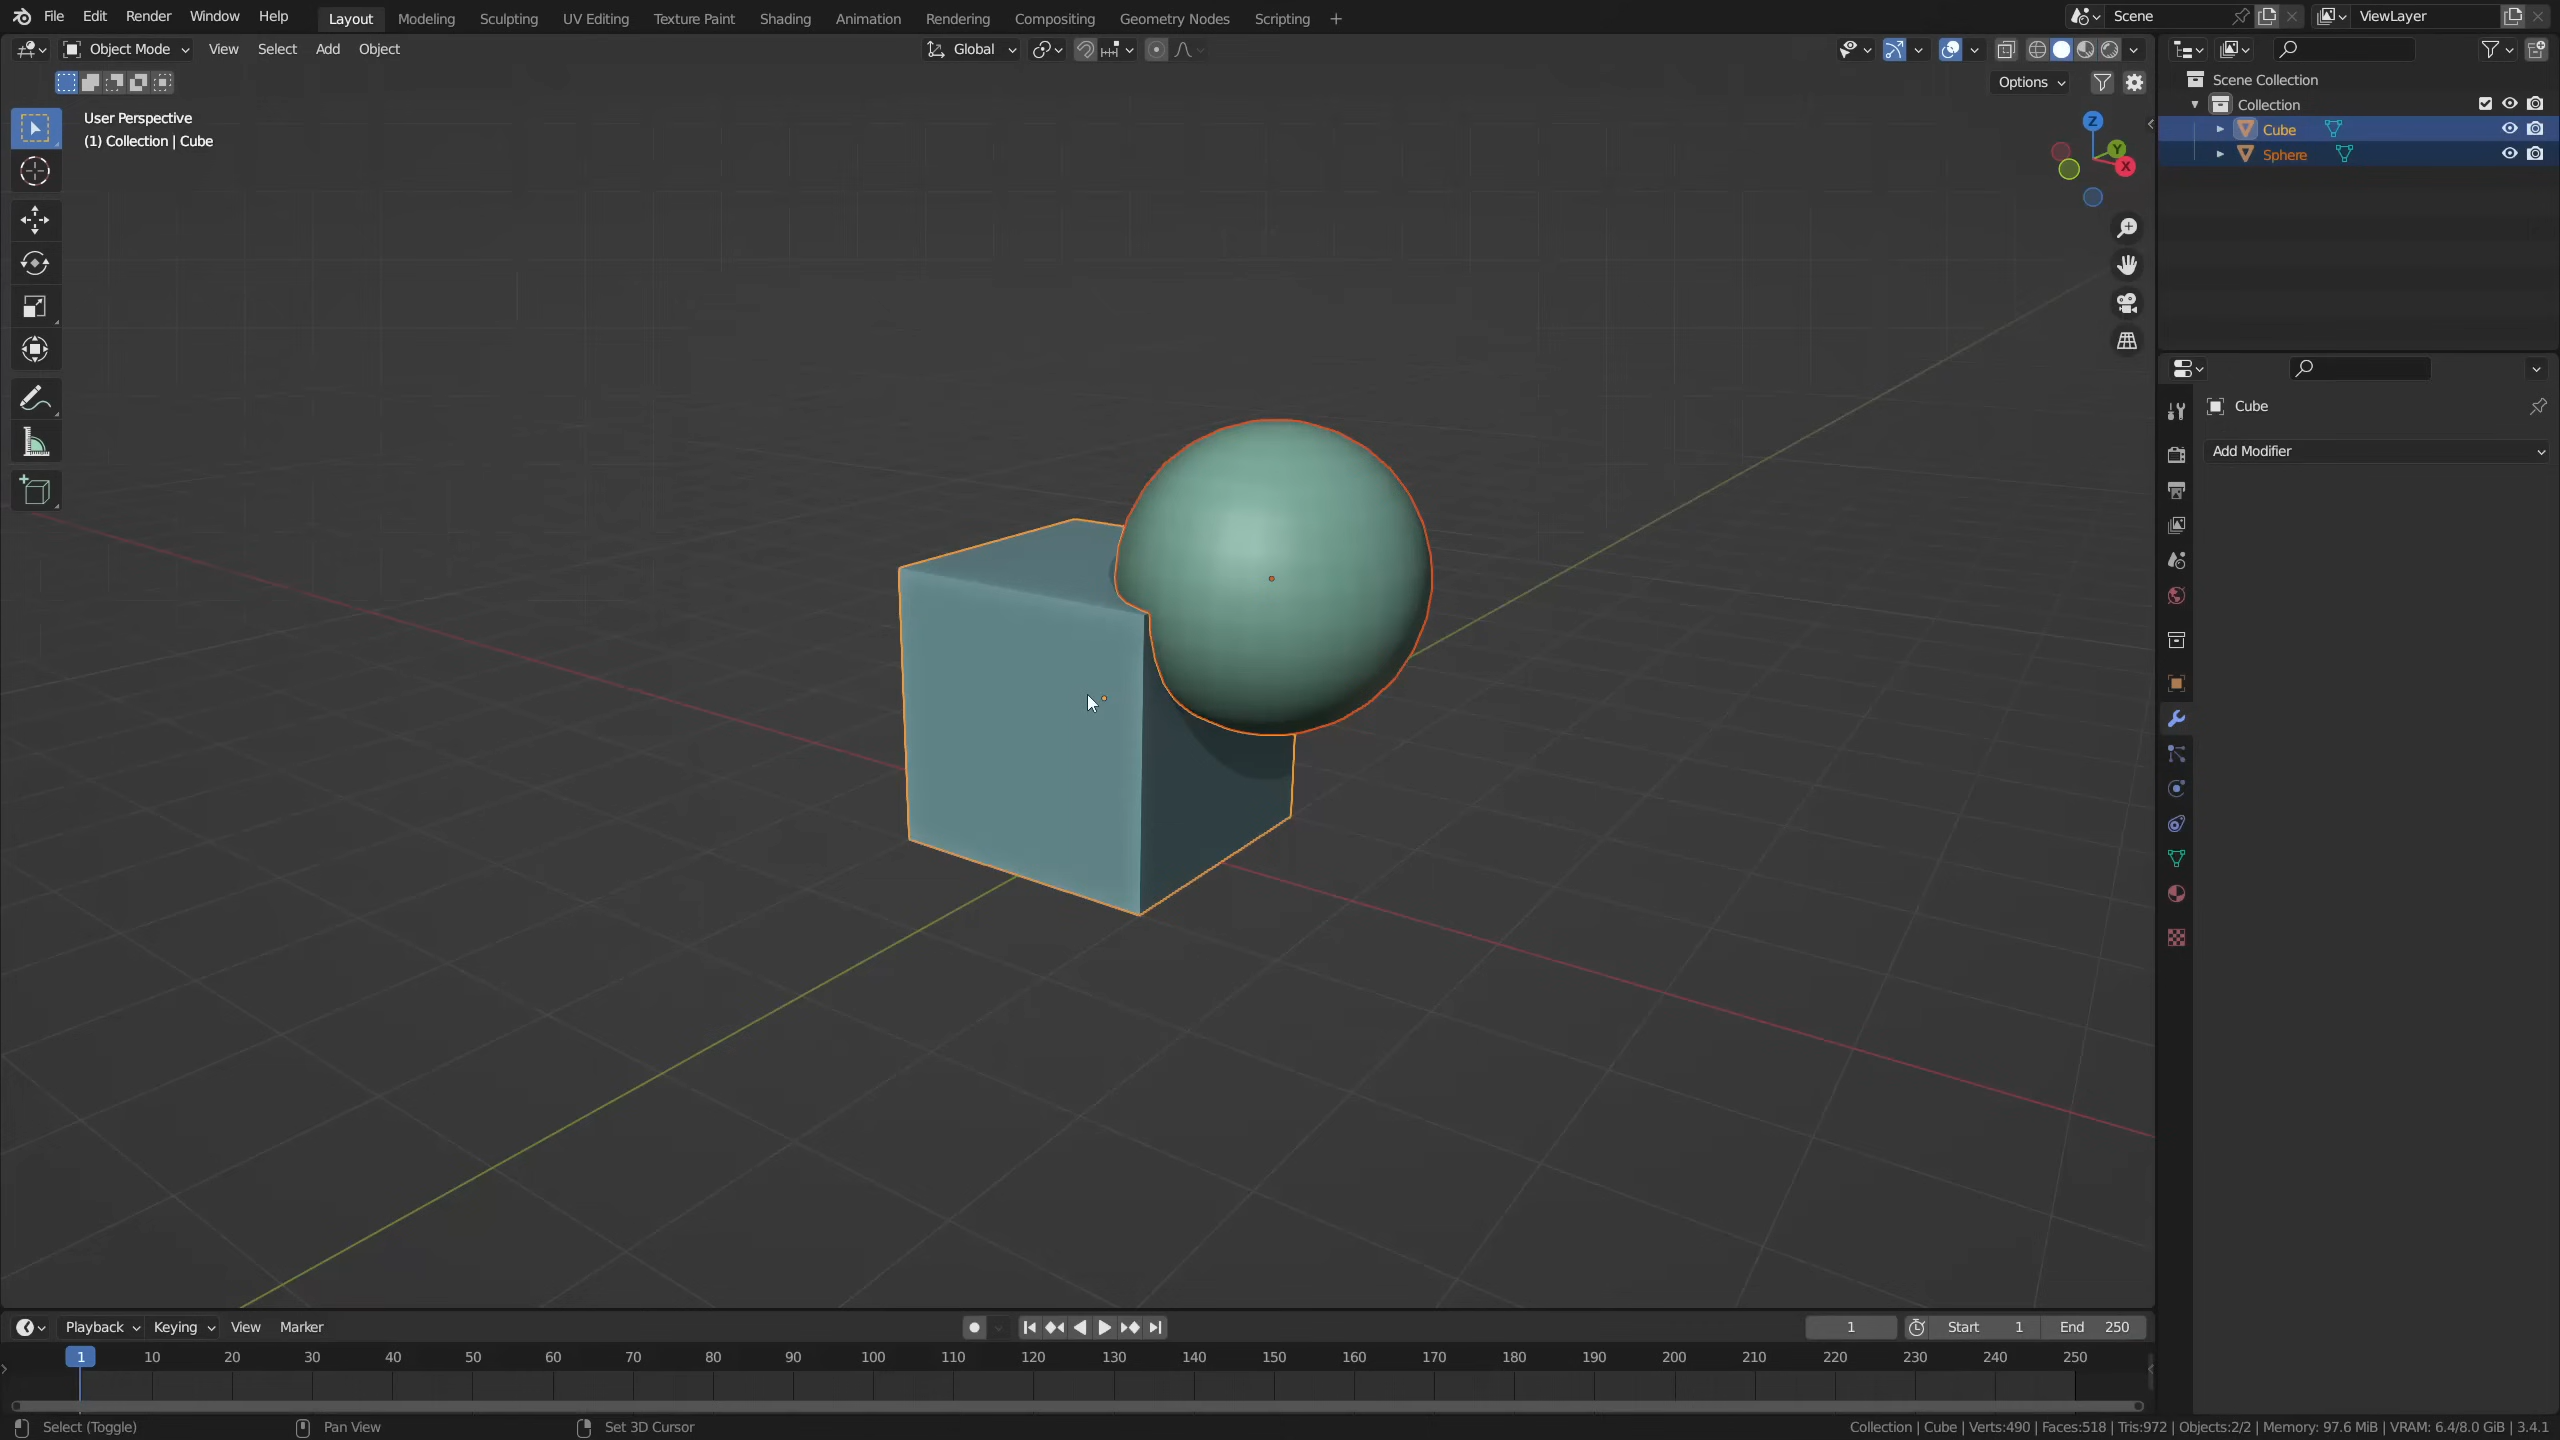 File Edit Render Window Help Layout Modeling Sculpting UV Editing Texture Paint Shading Animation Rendering Compositing Geometry Nodes Scripting + Scene ViewLayer
Object Mode View Select Add Object Global
Options
User Perspective
(1) Collection | Cube
Z
Y
X
Scene Collection
Collection
Cube
Sphere
Cube
Add Modifier
Playback Keying View Marker 1 Start 1 End 250
1 10 20 30 40 50 60 70 80 90 100 110 120 130 140 150 160 170 180 190 200 210 220 230 240 250
Select (Toggle) Pan View Set 3D Cursor Collection | Cube | Verts:490 | Faces:518 | Tris:972 | Objects:2/2 | Memory: 97.6 MiB | VRAM: 6.4/8.0 GiB | 3.4.1